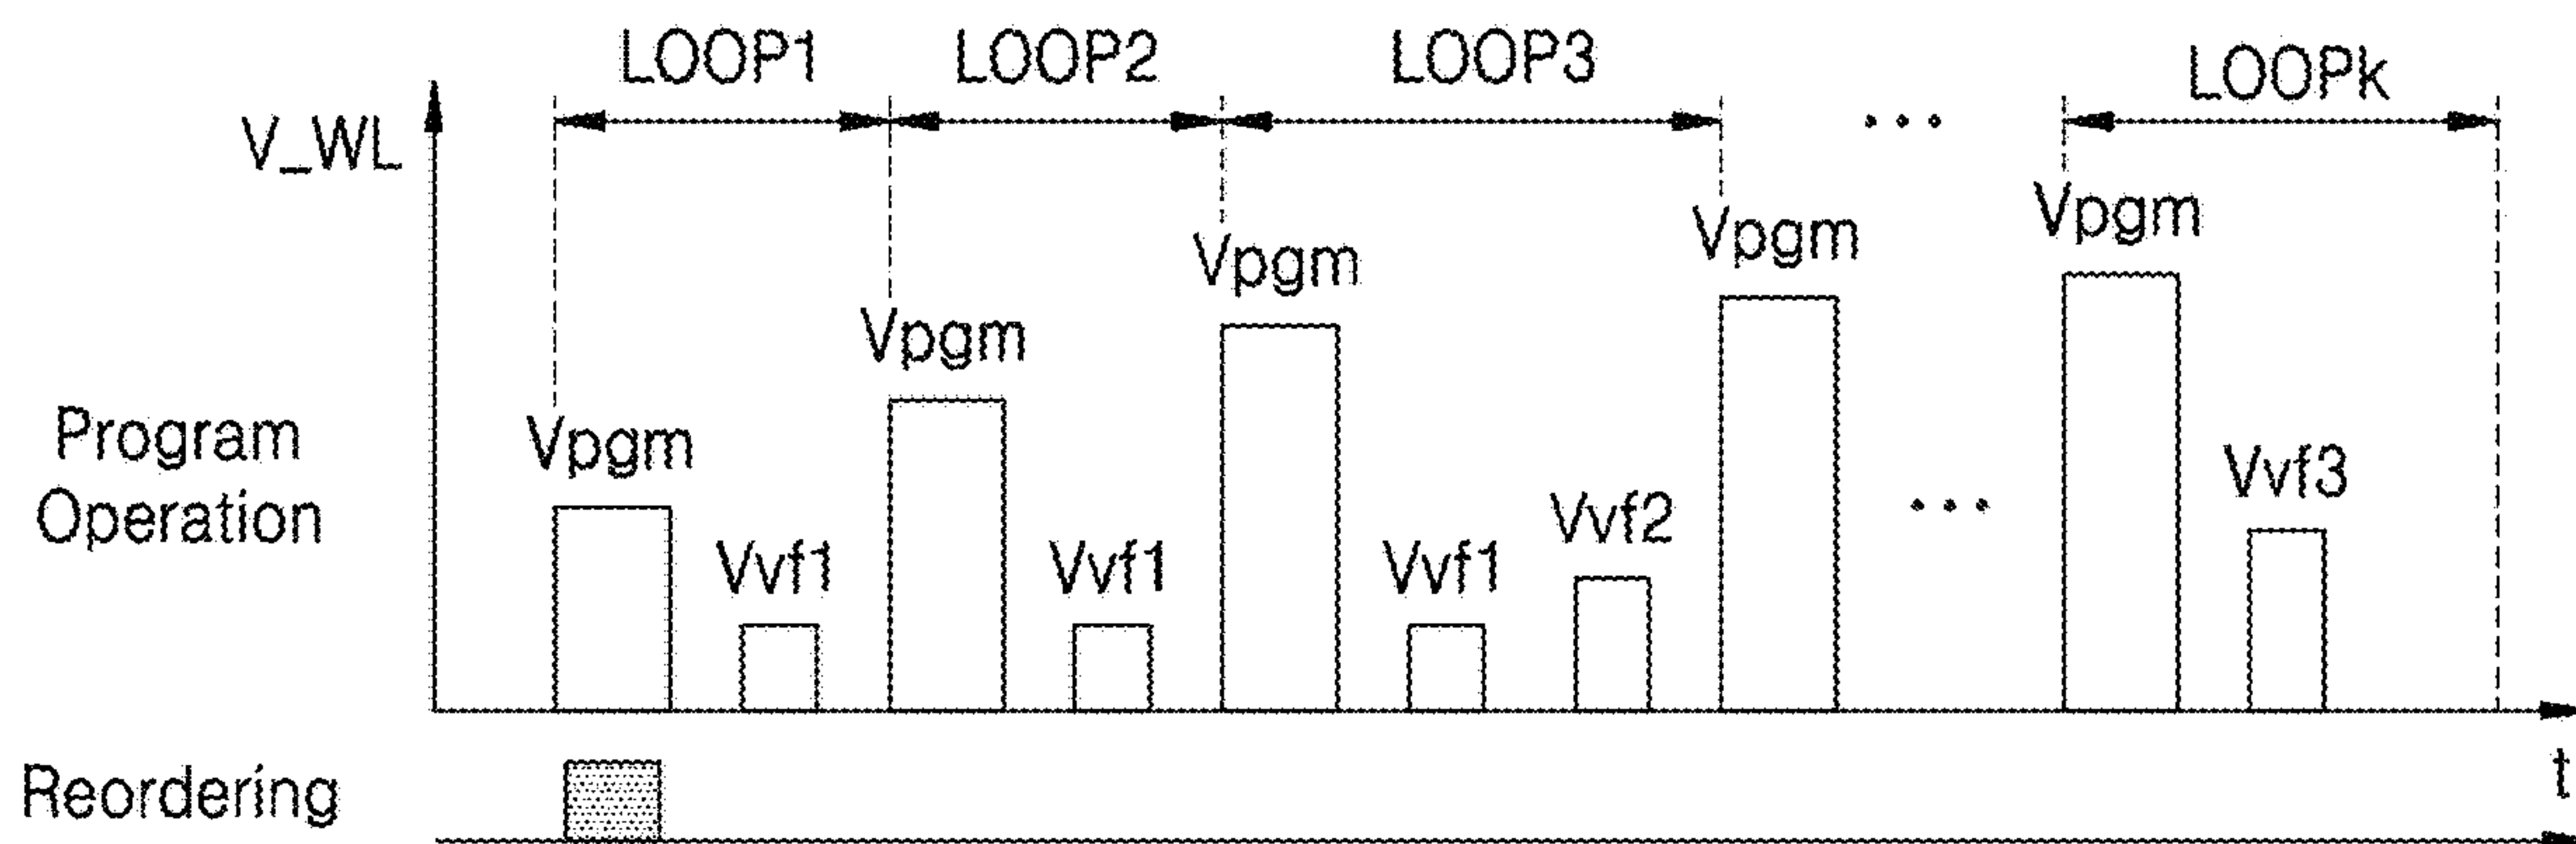 LOOP1
LOOP2
LOOP3
...
LOOPk
V_WL
Vpgm
Vpgm
Vpgm
Vpgm
Vpgm
Program
Operation
Vvf1
Vvf1
Vvf1
Vvf2
...
Vvf3
Reordering
t